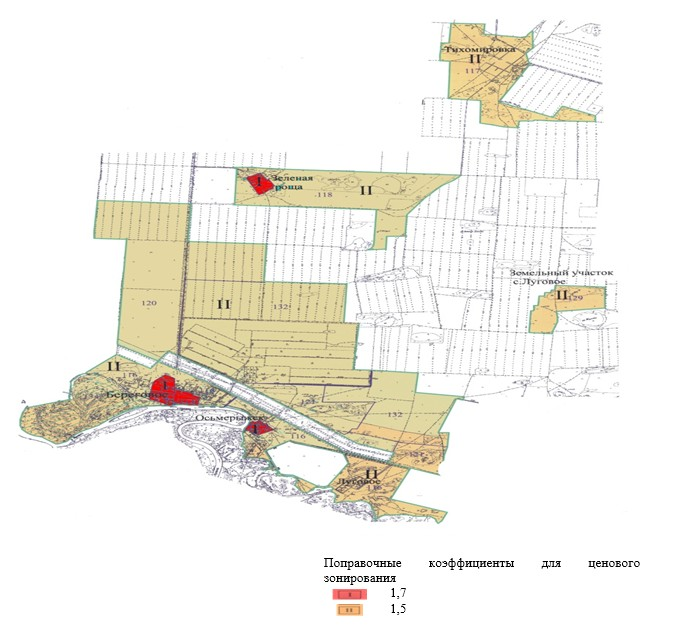 Тихомировка
II
117
I
Зеленая
роща
118
II
Земельный участок
с.Луговое
II
129
120
II
132
II
Береговое
I
Осьмерыжск
I
116
132
II
Луговое
Поправочные коэффициенты для ценового
зонирования
I 1,7
II 1,5